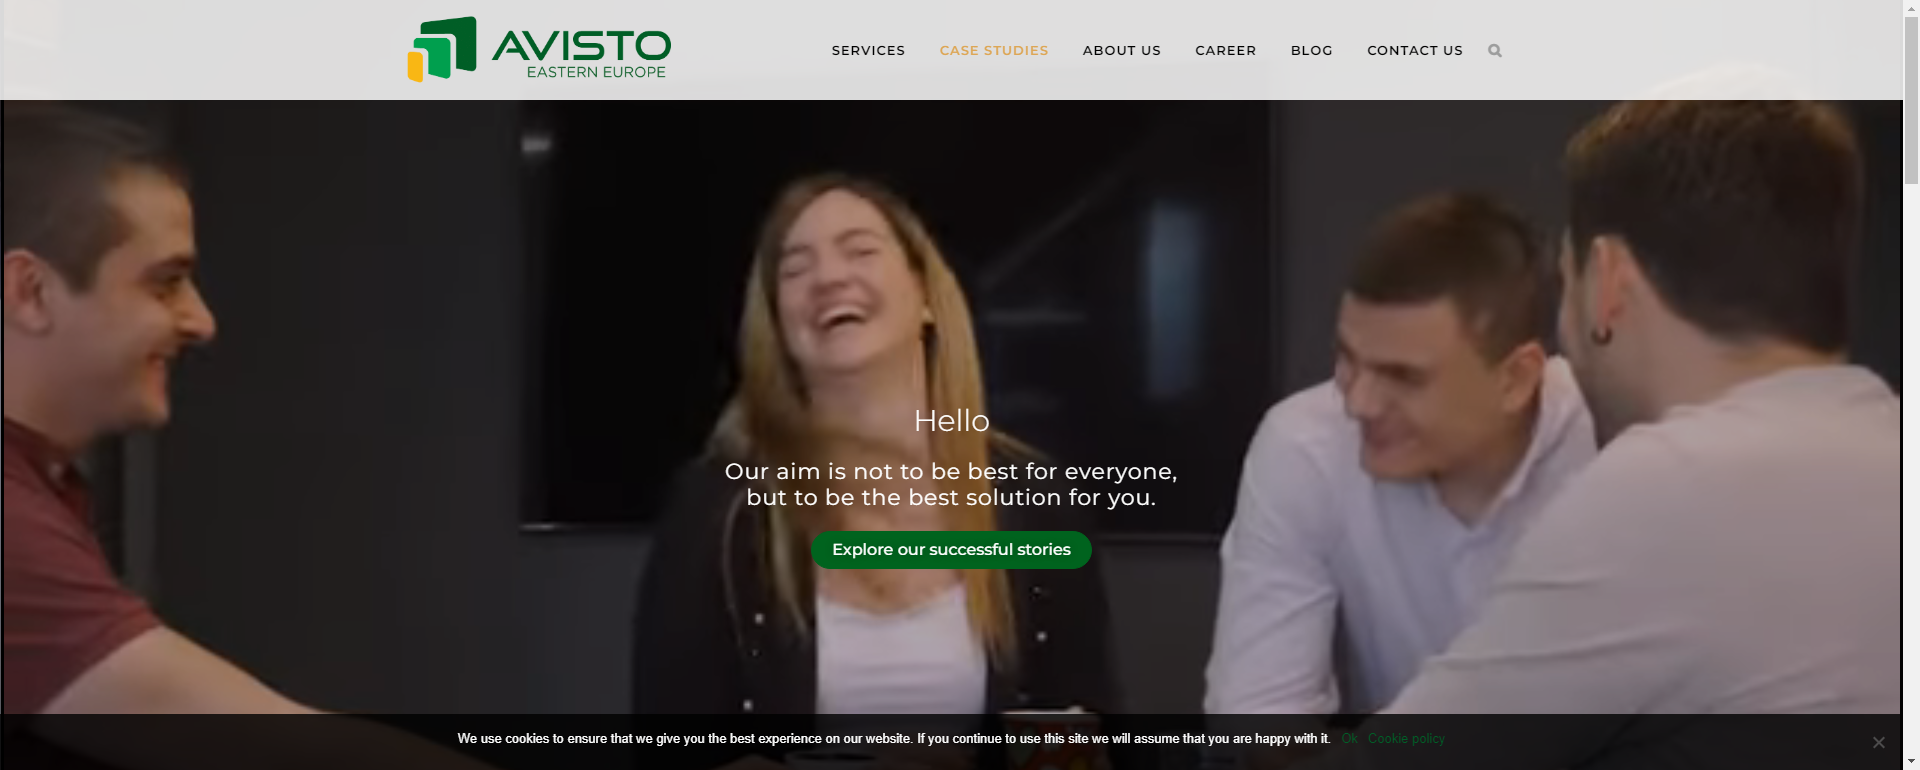 AVISTO
EASTERN EUROPE
SERVICES
CASE STUDIES
ABOUT US
CAREER
BLOG
CONTACT US
Hello
Our aim is not to be best for everyone,
but to be the best solution for you.
Explore our successful stories
We use cookies to ensure that we give you the best experience on our website. If you continue to use this site we will assume that you are happy with it. Ok Cookie policy